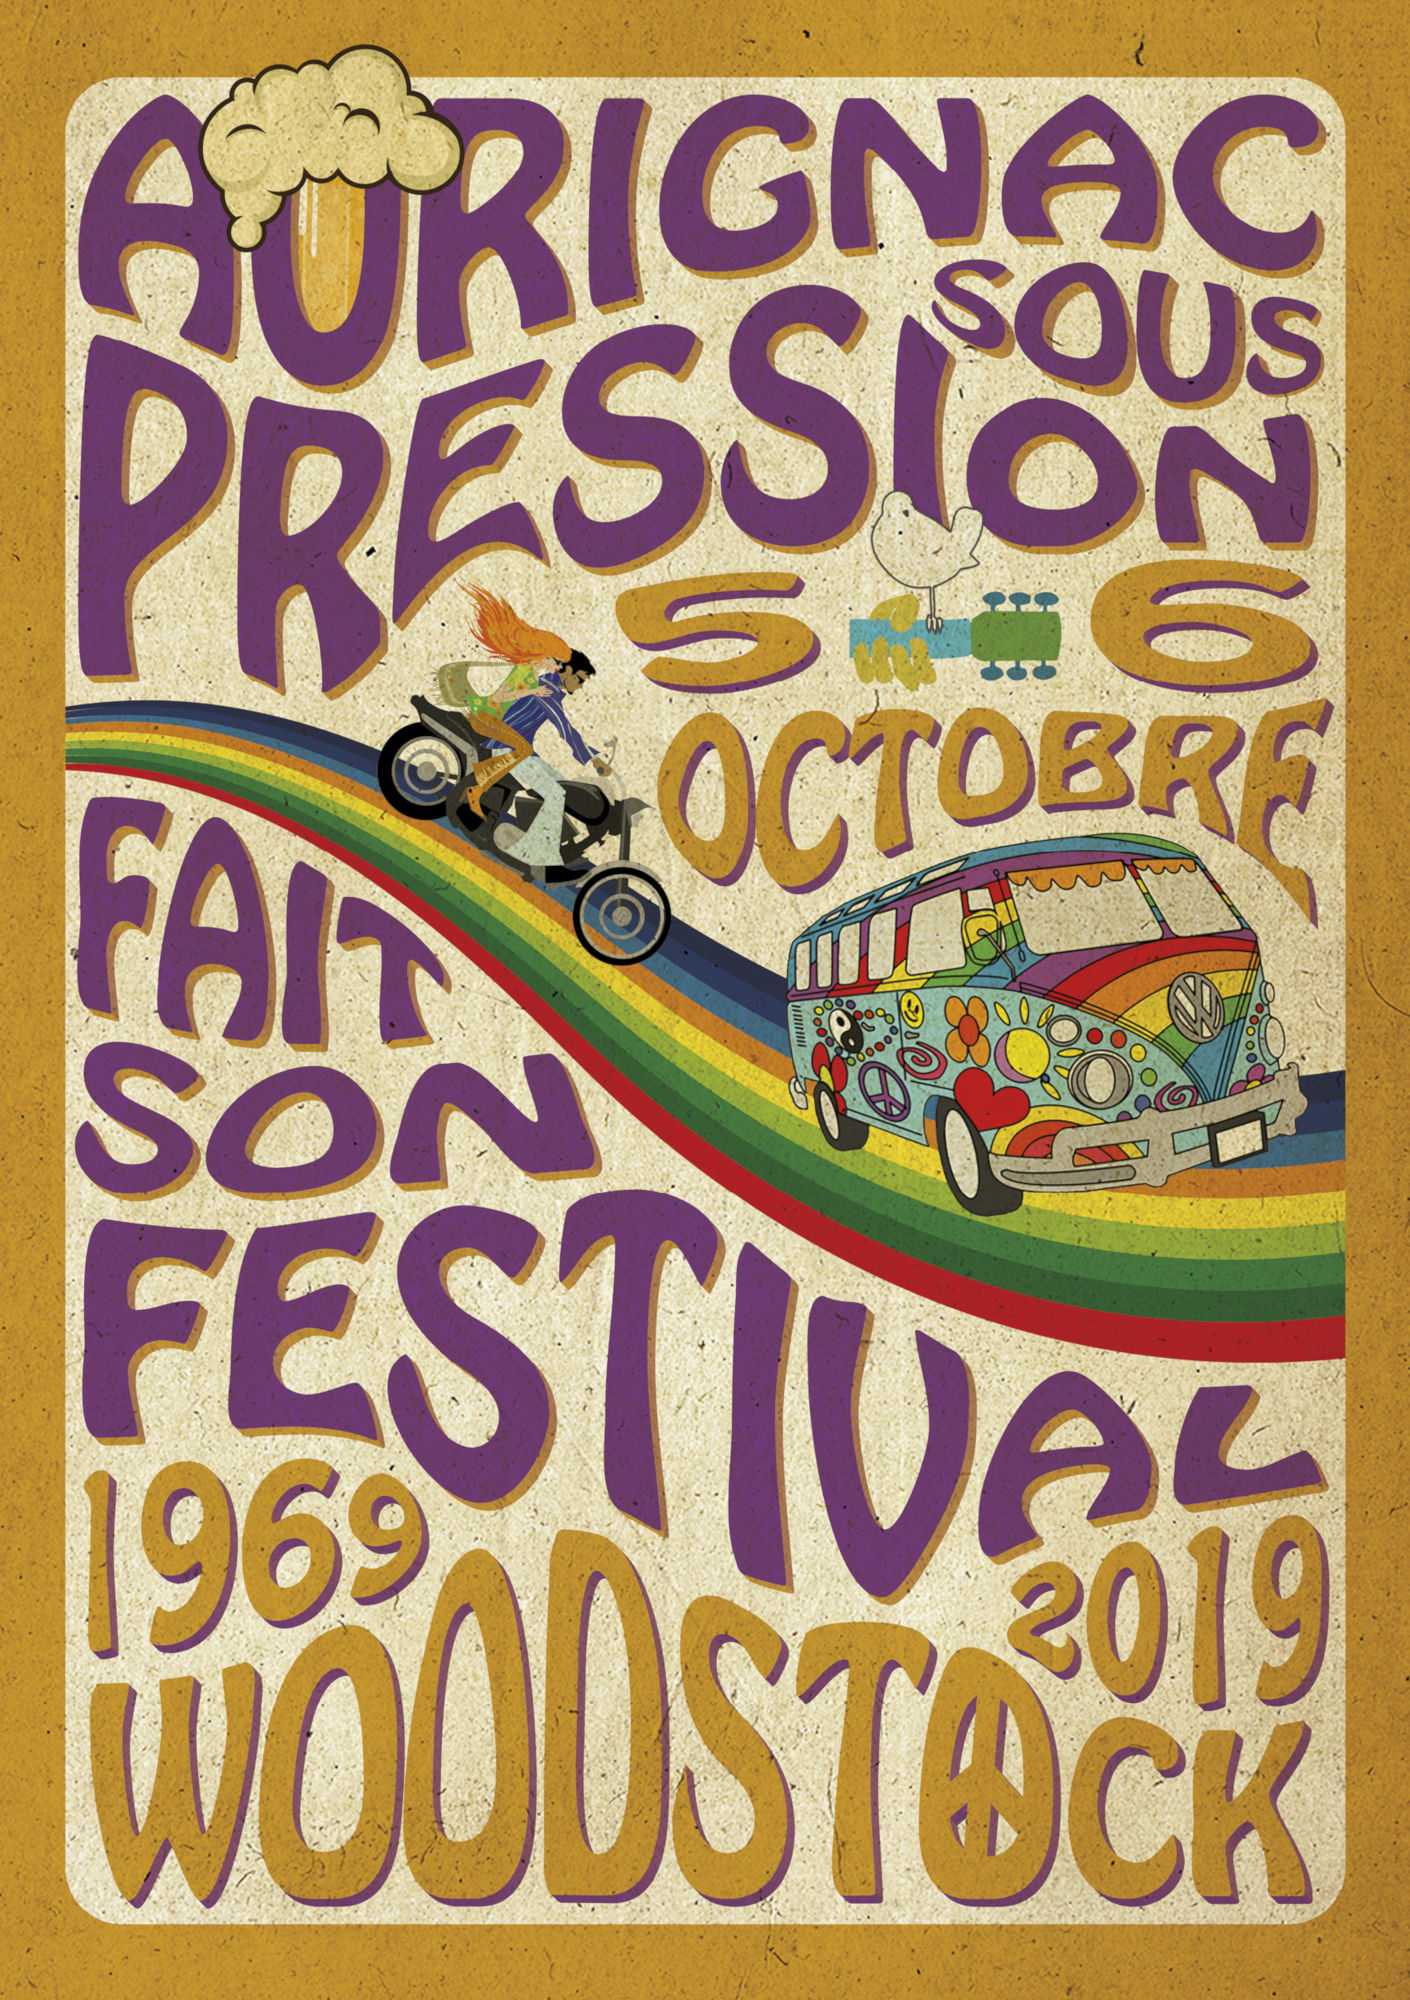 AURIGNAC
SOUS
PRESSION
5 6
OCTOBRE
FAIT
SON
FESTIVAL
1969 2019
WOODSTOCK